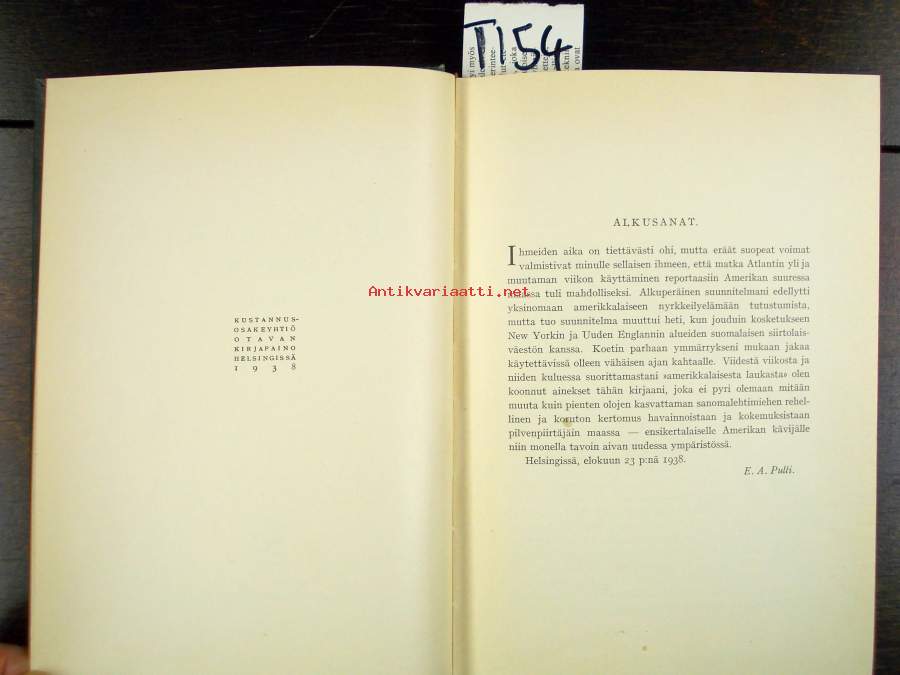 T154
KUSTANNUS-
OSAKEYHTIÖ
OTAVAN
KIRJAPAINO
HELSINGISSÄ
1938
ALKUSANAT.
Ihmeiden aika on tiettävästi ohi, mutta eräät suopeat voimat
valmistivat minulle sellaisen ihmeen, että matka Atlantin yli ja
muutaman viikon käyttäminen reportaasiin Amerikan suuressa
maassa tuli mahdolliseksi. Alkuperäinen suunnitelmani edellytti
yksinomaan amerikkalaiseen nyrkkeilyelämään tutustumista,
mutta tuo suunnitelma muuttui heti, kun jouduin kosketukseen
New Yorkin ja Uuden Englannin alueiden suomalaisen siirtolais-
väestön kanssa. Koetin parhaan ymmärrykseni mukaan jakaa
käytettävissä olleen vähäisen ajan kahtaalle. Viidestä viikosta ja
niiden kuluessa suorittamastani »amerikkalaisesta laukasta» olen
koonnut ainekset tähän kirjaani, joka ei pyri olemaan mitään
muuta kuin pienten olojen kasvattaman sanomalehtimiehen rehel-
linen ja koruton kertomus havainnoistaan ja kokemuksistaan
pilvenpiirtäjäin maassa — ensikertalaiselle Amerikan kävijälle
niin monella tavoin aivan uudessa ympäristössä.
Helsingissä, elokuun 23 p:nä 1938.
E. A. Pulli.
Antikvariaatti.net